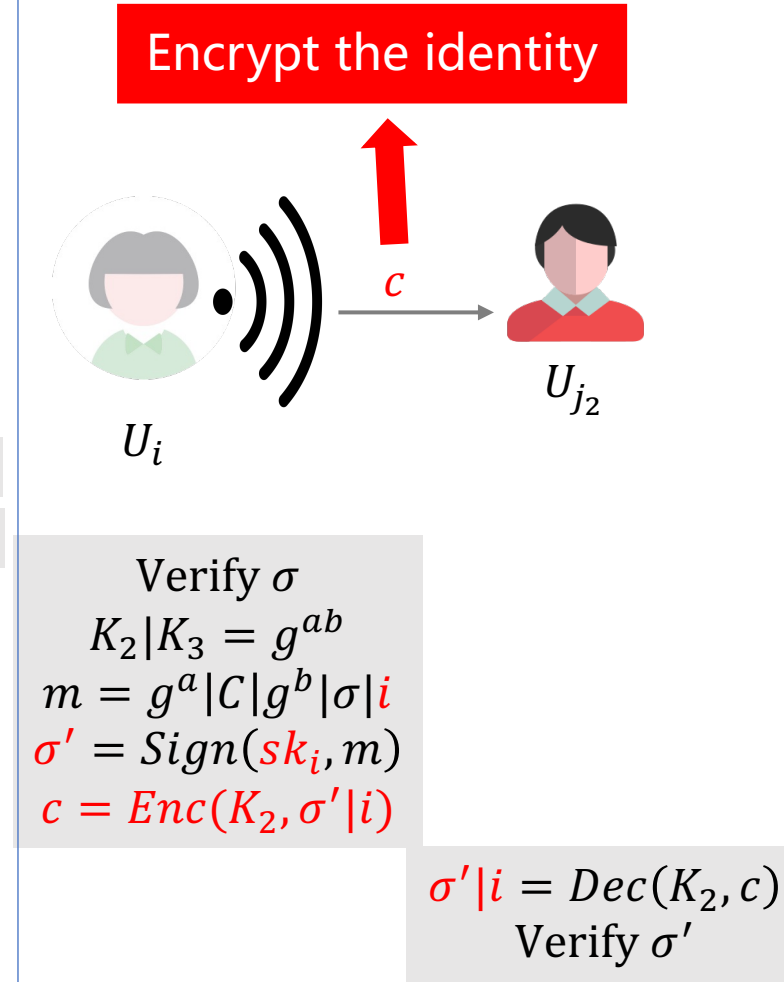 Encrypt the identity
c
U_i
U_{j_2}
Verify σ
K_2|K_3 = g^{ab}
m = g^a|C|g^b|σ|i
σ′ = Sign(sk_i, m)
c = Enc(K_2, σ′|i)
σ′|i = Dec(K_2, c)
Verify σ′